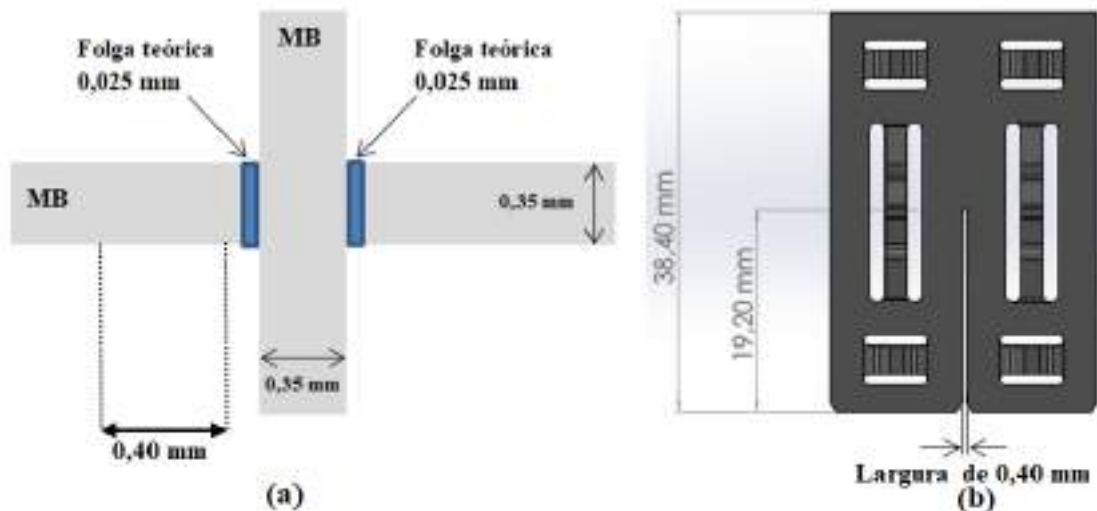 MB
Folga teórica
0,025 mm
Folga teórica
0,025 mm
MB
0,35 mm
0,35 mm
0,40 mm
(a)
38,40 mm
19,20 mm
Largura de 0,40 mm
(b)